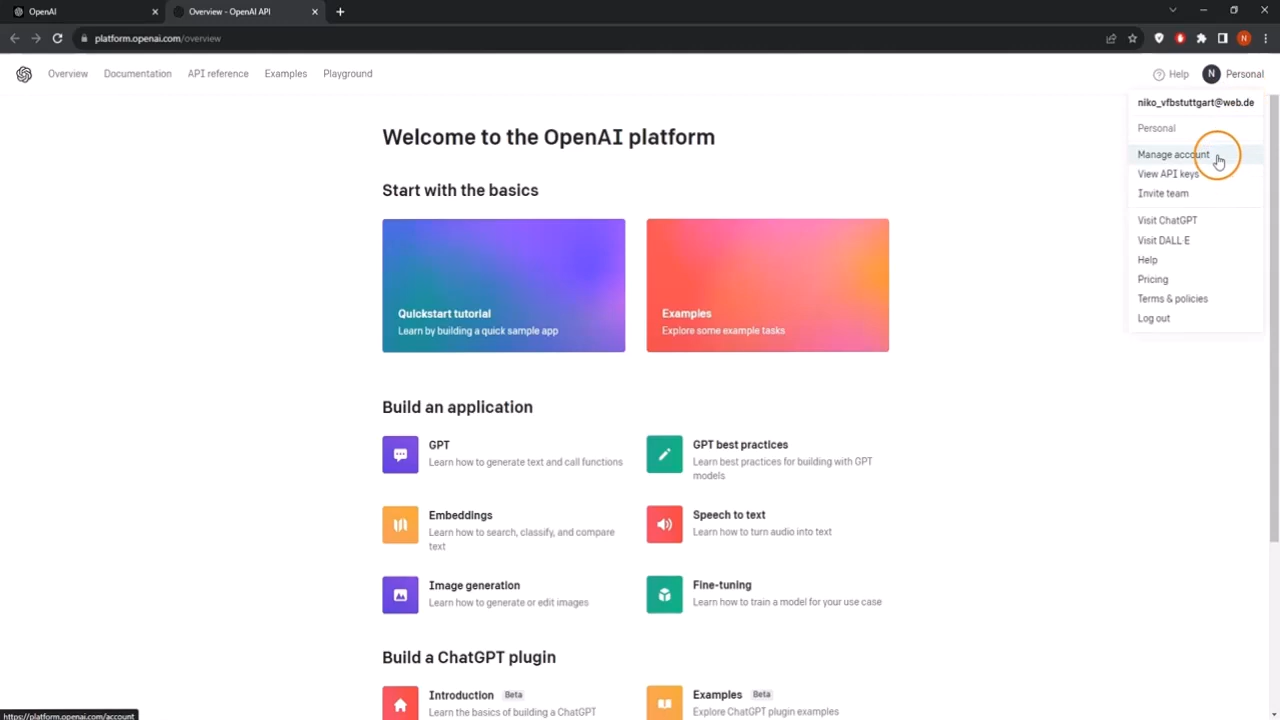 OpenAI
Overview - OpenAI API
platform.openai.com/overview
N
Overview
Documentation
API reference
Examples
Playground
Help
N
Personal
niko_vfbstuttgart@web.de
Personal
Manage account
View API keys
Invite team
Visit ChatGPT
Visit DALL·E
Help
Pricing
Terms & policies
Log out
Welcome to the OpenAI platform
Start with the basics
Quickstart tutorial
Learn by building a quick sample app
Examples
Explore some example tasks
Build an application
GPT
Learn how to generate text and call functions
GPT best practices
Learn best practices for building with GPT
models
Embeddings
Learn how to search, classify, and compare
text
Speech to text
Learn how to turn audio into text
Image generation
Learn how to generate or edit images
Fine-tuning
Learn how to train a model for your use case
Build a ChatGPT plugin
Introduction Beta
Learn the basics of building a ChatGPT
Examples Beta
Explore ChatGPT plugin examples
https://platform.openai.com/account